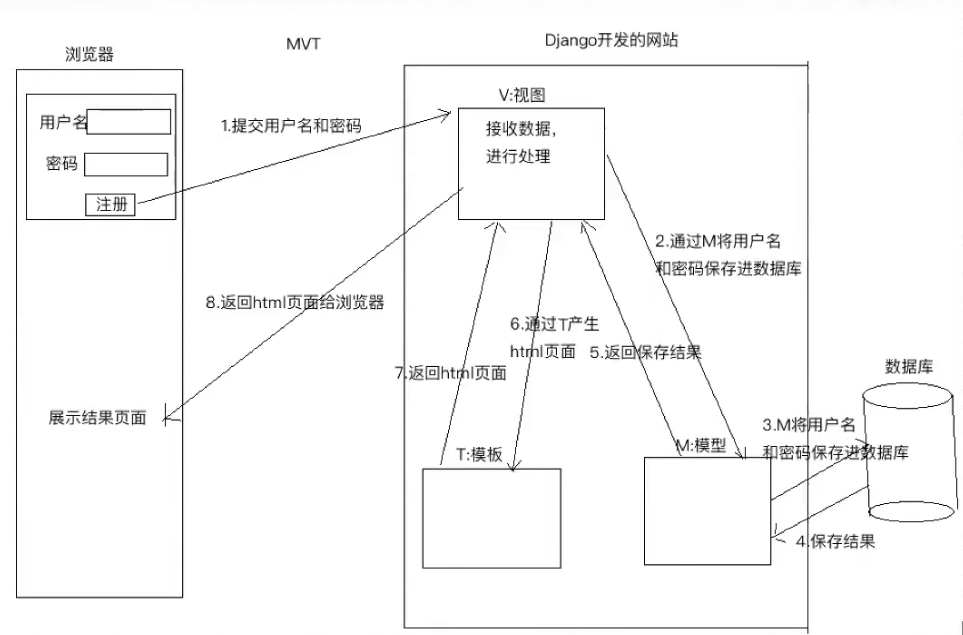 MVT
Django开发的网站
浏览器
用户名
密码
注册
1.提交用户名和密码
V:视图
接收数据，
进行处理
2.通过M将用户名
和密码保存进数据库
8.返回html页面给浏览器
6.通过T产生
html页面
5.返回保存结果
7.返回html页面
展示结果页面
T:模板
M:模型
数据库
3.M将用户名
和密码保存进数据库
4.保存结果